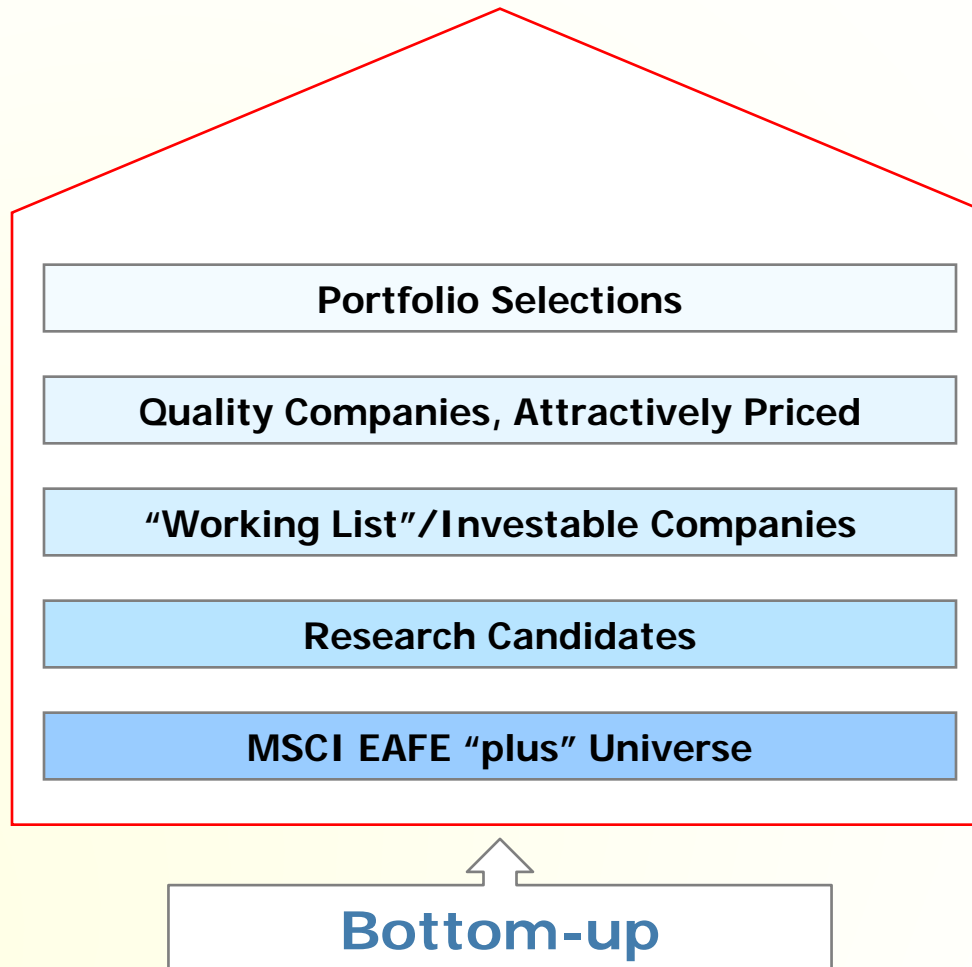 Portfolio Selections
Quality Companies, Attractively Priced
“Working List”/Investable Companies
Research Candidates
MSCI EAFE “plus” Universe
Bottom-up